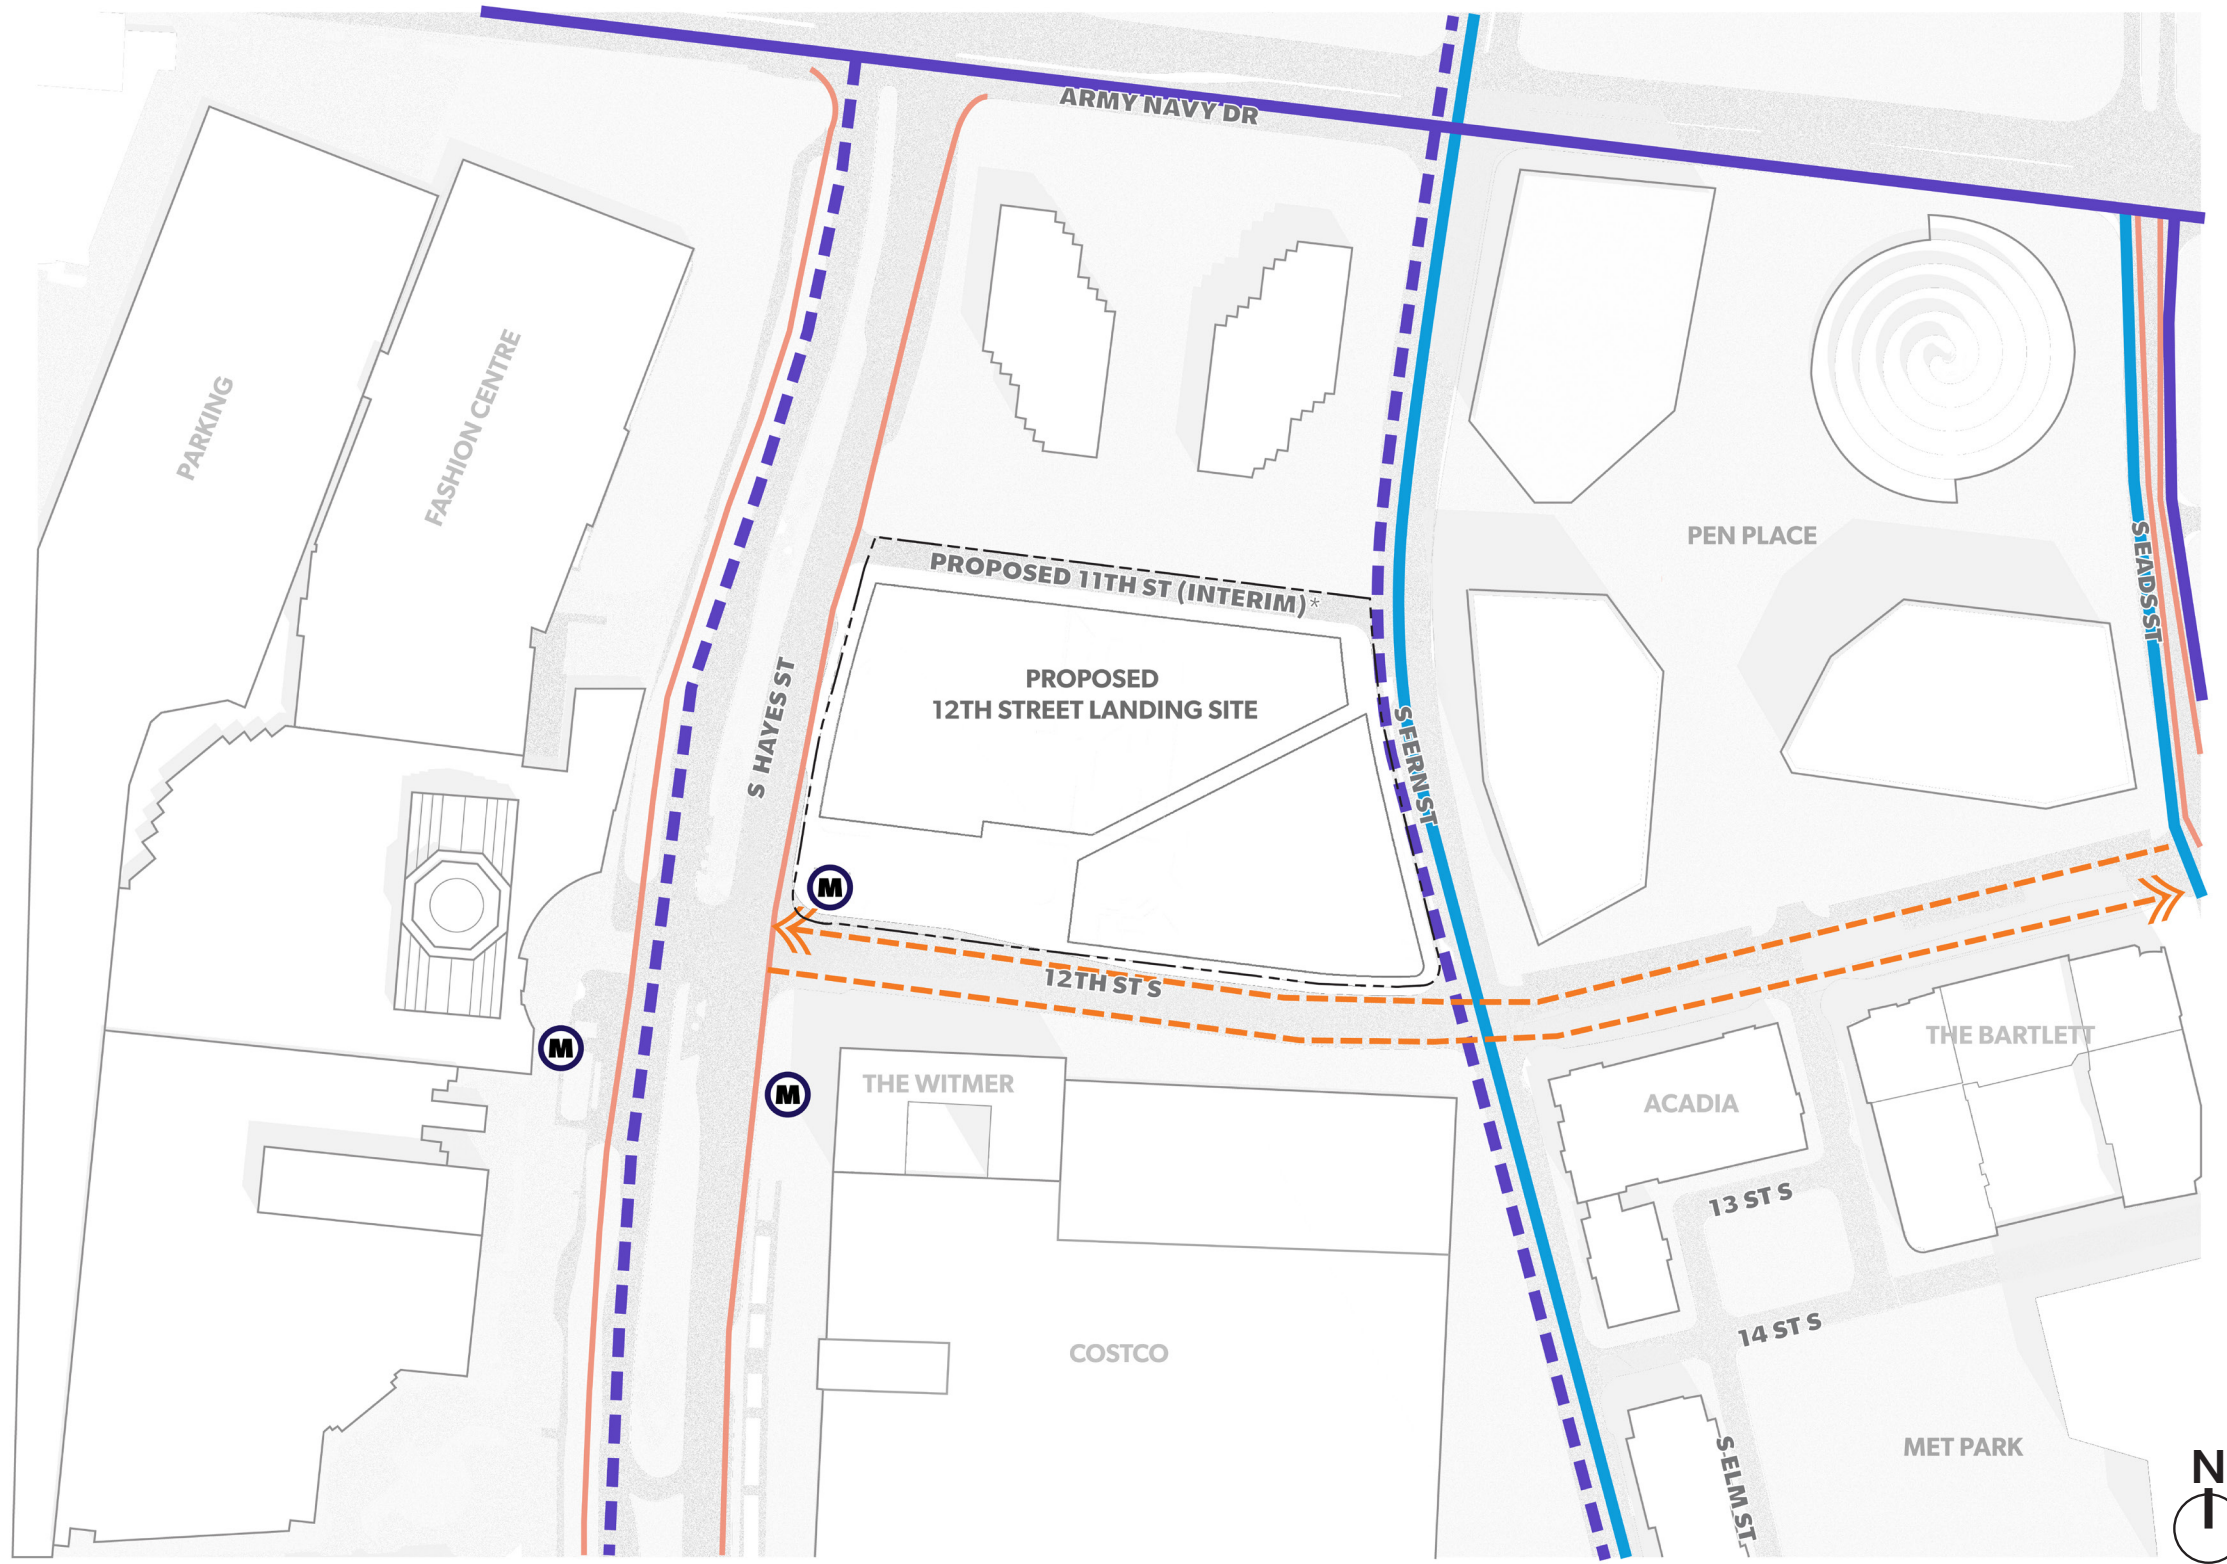 ARMY NAVY DR
PARKING
FASHION CENTRE
PEN PLACE
S EADS ST
PROPOSED 11TH ST (INTERIM)*
PROPOSED
12TH STREET LANDING SITE
S HAYES ST
S FERN ST
M
12TH ST S
M
M
THE WITMER
THE BARTLETT
ACADIA
13 ST S
14 ST S
COSTCO
S ELM ST
MET PARK
N